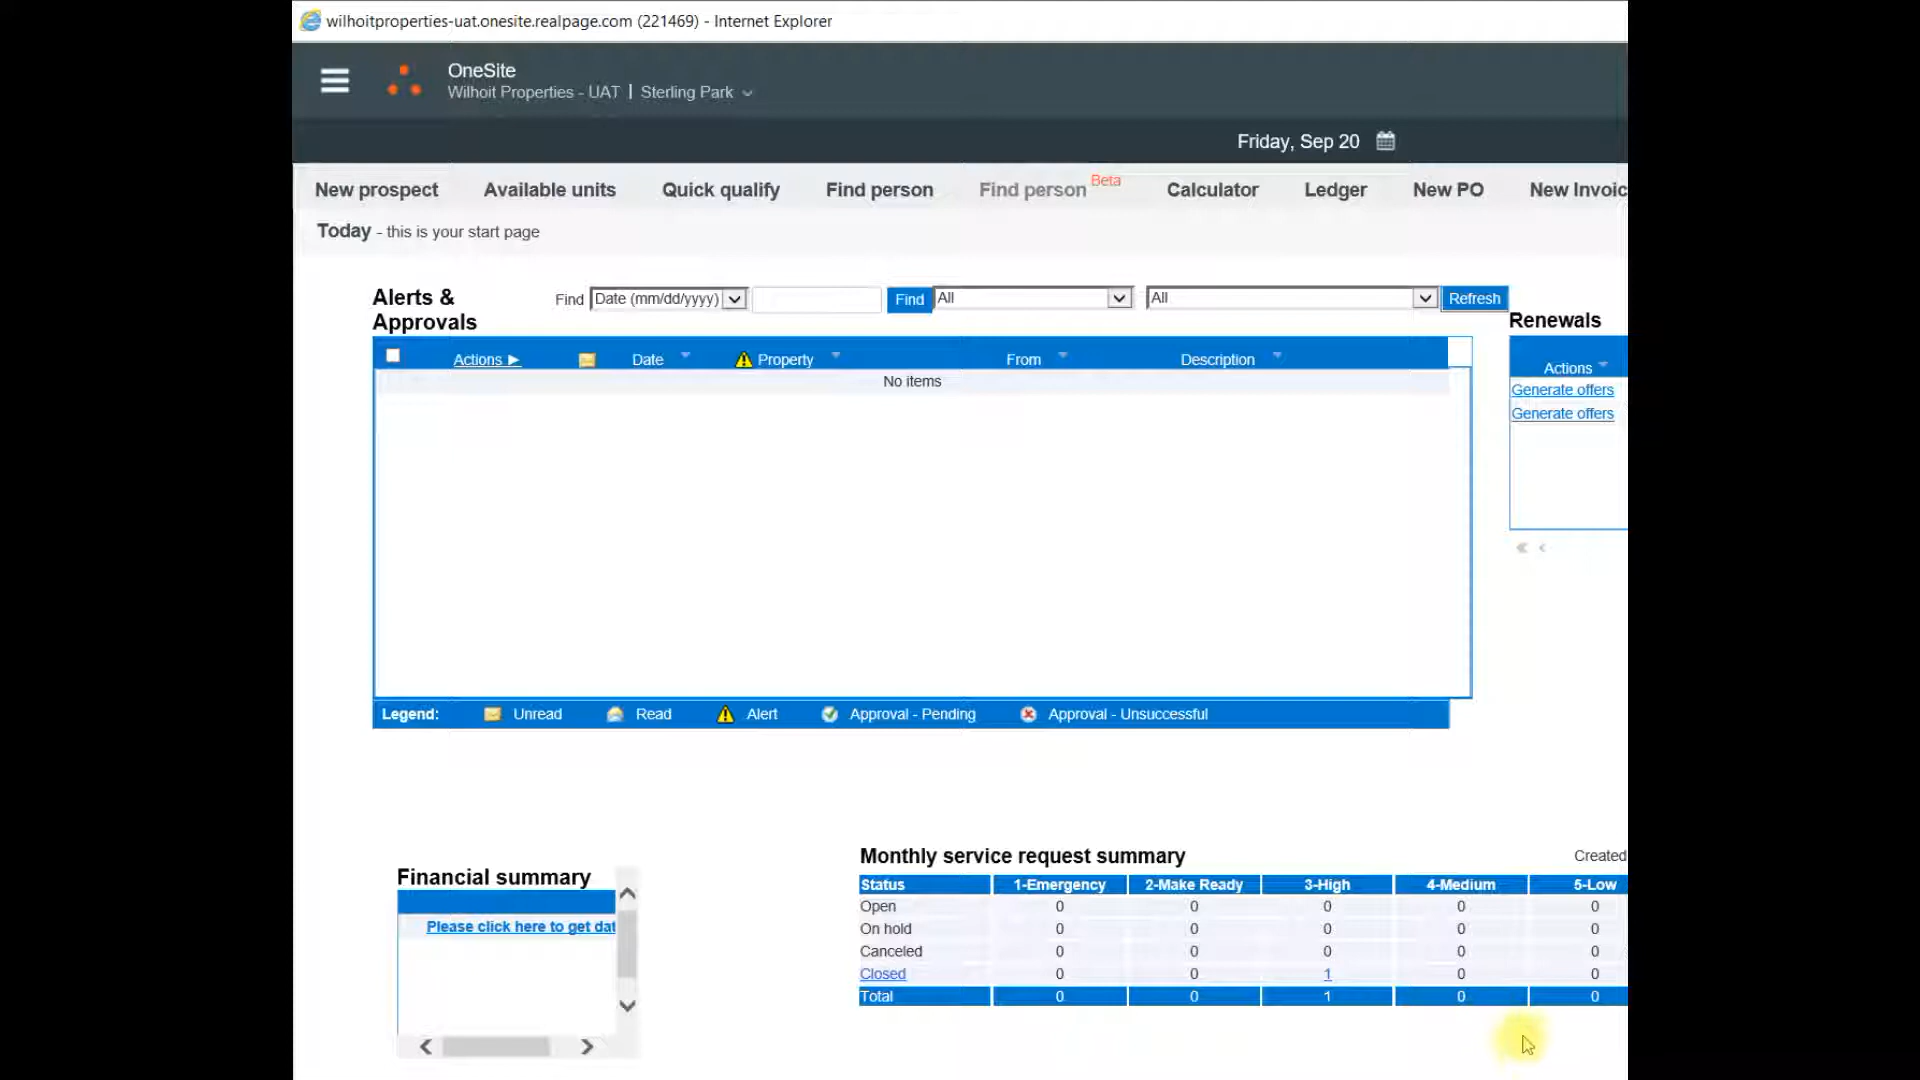 wilhoitproperties-uat.onesite.realpage.com (221469) - Internet Explorer
OneSite
Wilhoit Properties - UAT | Sterling Park
Friday, Sep 20
New prospect Available units Quick qualify Find person Find person Beta Calculator Ledger New PO New Invoic
Today - this is your start page
Alerts &
Approvals
Find Date (mm/dd/yyyy) Find All All Refresh
Renewals
Actions ▶ Date Property From Description
Actions
No items
Generate offers
Generate offers
Legend: Unread Read Alert Approval - Pending Approval - Unsuccessful
Monthly service request summary Created
Financial summary
Please click here to get dat
Status 1-Emergency 2-Make Ready 3-High 4-Medium 5-Low
Open 0 0 0 0 0
On hold 0 0 0 0 0
Canceled 0 0 0 0 0
Closed 0 0 1 0 0
Total 0 0 1 0 0